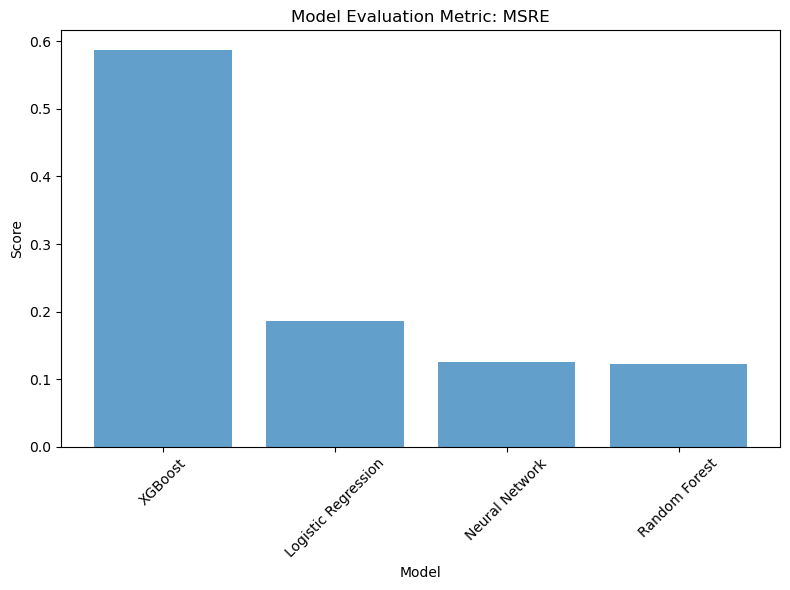 Model Evaluation Metric: MSRE
Score
0.6
0.5
0.4
0.3
0.2
0.1
0.0
XGBoost
Logistic Regression
Neural Network
Random Forest
Model